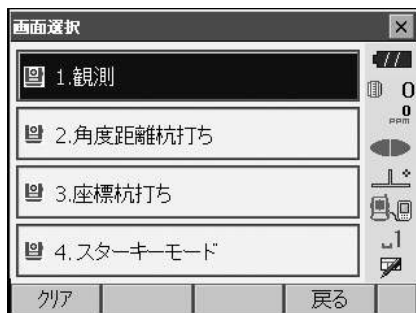 画面選択
1.観測
2.角度距離杭打ち
3.座標杭打ち
4.スターキーモード
0
0
ppm
1
クリア
戻る